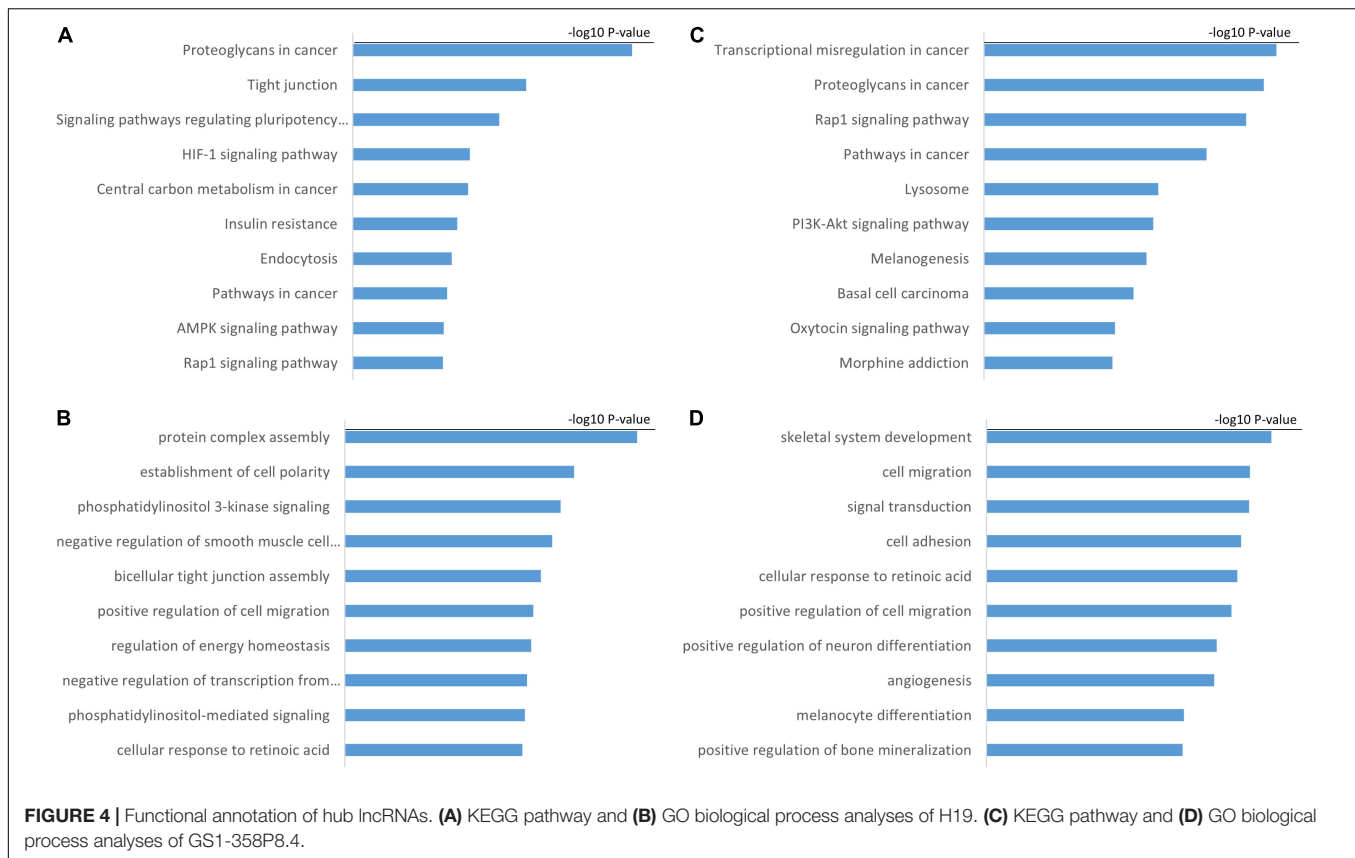 A
-log10 P-value
Proteoglycans in cancer
Tight junction
Signaling pathways regulating pluripotency...
HIF-1 signaling pathway
Central carbon metabolism in cancer
Insulin resistance
Endocytosis
Pathways in cancer
AMPK signaling pathway
Rap1 signaling pathway
C
-log10 P-value
Transcriptional misregulation in cancer
Proteoglycans in cancer
Rap1 signaling pathway
Pathways in cancer
Lysosome
PI3K-Akt signaling pathway
Melanogenesis
Basal cell carcinoma
Oxytocin signaling pathway
Morphine addiction
B
-log10 P-value
protein complex assembly
establishment of cell polarity
phosphatidylinositol 3-kinase signaling
negative regulation of smooth muscle cell...
bicellular tight junction assembly
positive regulation of cell migration
regulation of energy homeostasis
negative regulation of transcription from...
phosphatidylinositol-mediated signaling
cellular response to retinoic acid
D
-log10 P-value
skeletal system development
cell migration
signal transduction
cell adhesion
cellular response to retinoic acid
positive regulation of cell migration
positive regulation of neuron differentiation
angiogenesis
melanocyte differentiation
positive regulation of bone mineralization
FIGURE 4 | Functional annotation of hub lncRNAs. (A) KEGG pathway and (B) GO biological process analyses of H19. (C) KEGG pathway and (D) GO biological
process analyses of GS1-358P8.4.